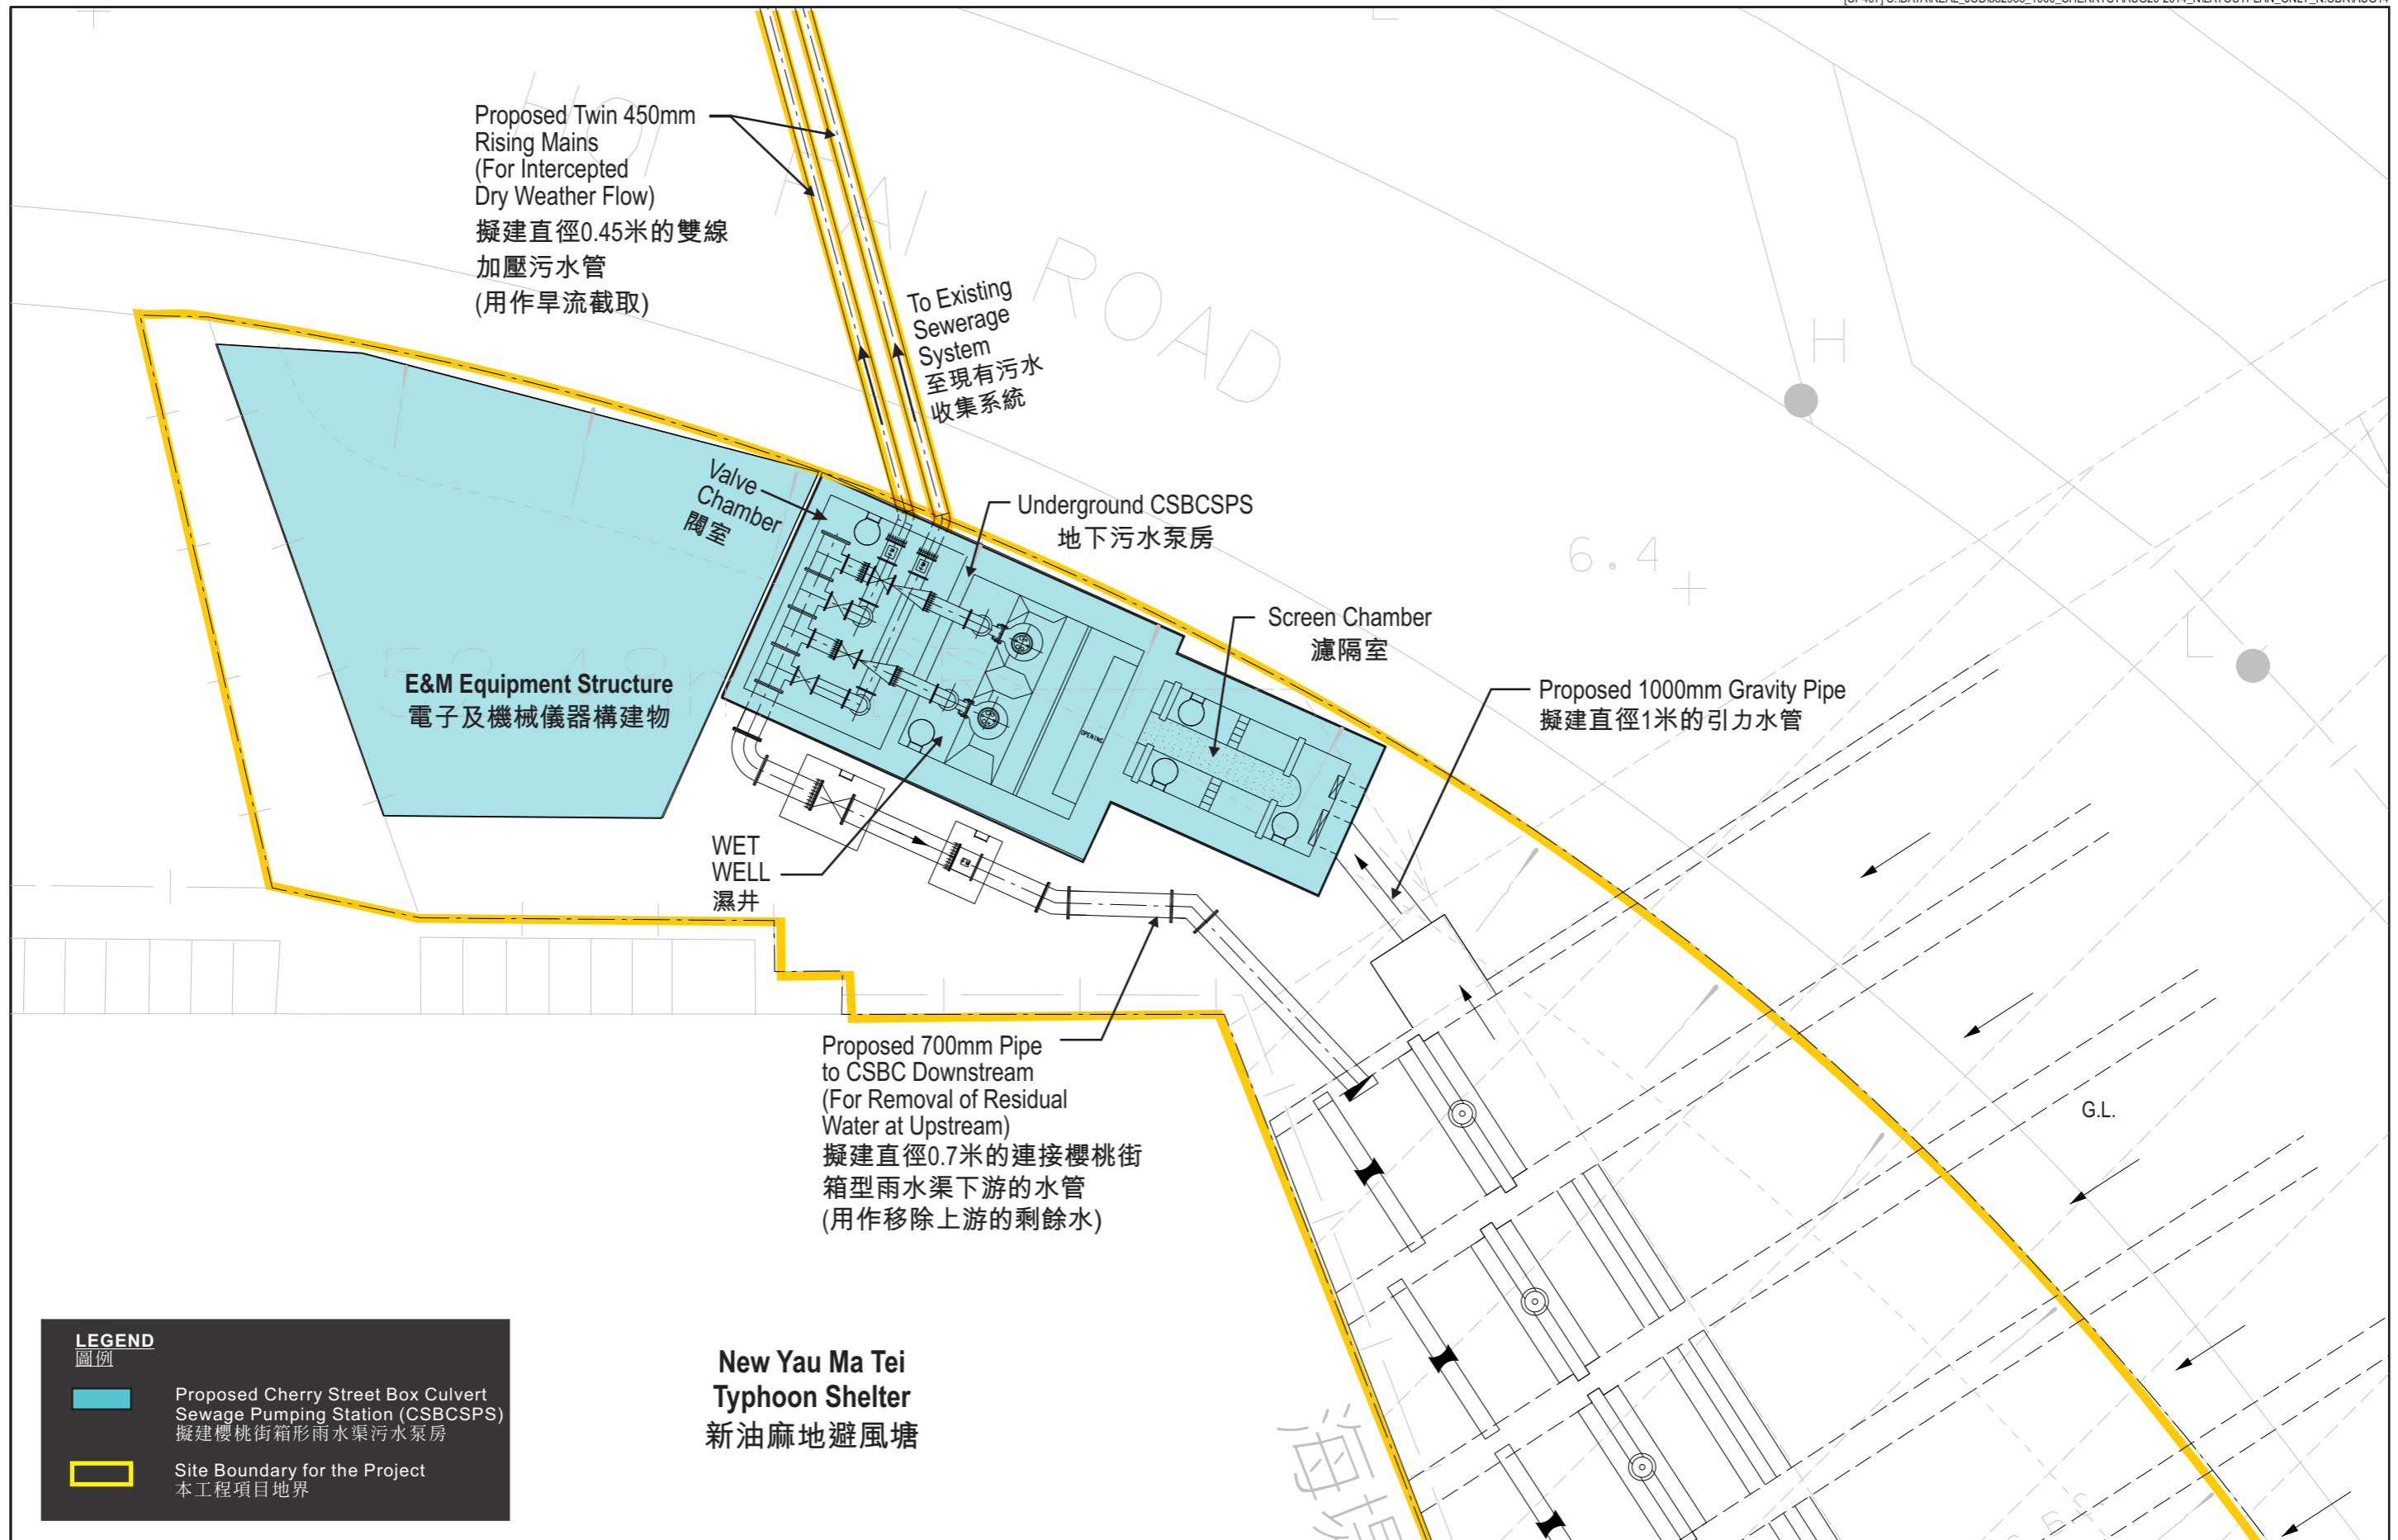 Proposed Twin 450mm
Rising Mains
(For Intercepted
Dry Weather Flow)
擬建直徑0.45米的雙線
加壓污水管
(用作旱流截取)
HOI FAI ROAD
To Existing
Sewerage
System
至現有污水
收集系統
H
Valve
Chamber
閥室
Underground CSBCSPS
地下污水泵房
6.4
Screen Chamber
濾隔室
L
E&M Equipment Structure
電子及機械儀器構建物
Proposed 1000mm Gravity Pipe
擬建直徑1米的引力水管
OPENING
WET
WELL
濕井
Proposed 700mm Pipe
to CSBC Downstream
(For Removal of Residual
Water at Upstream)
擬建直徑0.7米的連接櫻桃街
箱型雨水渠下游的水管
(用作移除上游的剩餘水)
G.L.
LEGEND
圖例
Proposed Cherry Street Box Culvert
Sewage Pumping Station (CSBCSPS)
擬建櫻桃街箱形雨水渠污水泵房
Site Boundary for the Project
本工程項目地界
New Yau Ma Tei
Typhoon Shelter
新油麻地避風塘
海